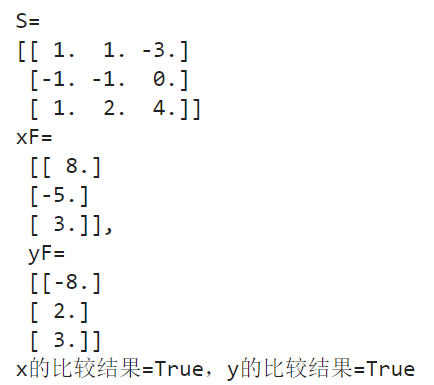 S=
[[ 1.  1. -3.]
 [-1. -1.  0.]
 [ 1.  2.  4.]]
xF=
 [[ 8.]
 [-5.]
 [ 3.]],
 yF=
 [[-8.]
 [ 2.]
 [ 3.]]
x的比较结果=True，y的比较结果=True